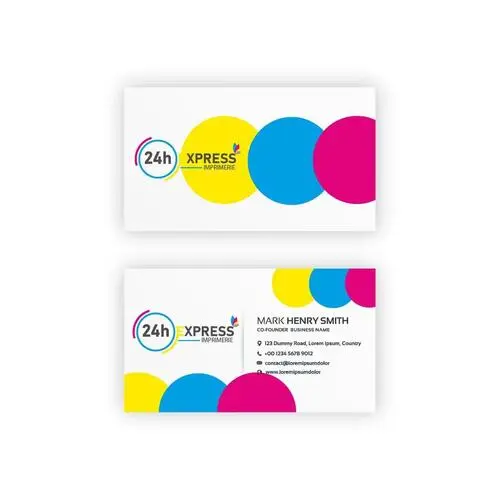 24h XPRESS
IMPRIMERIE
24h EXPRESS
IMPRIMERIE
MARK HENRY SMITH
CO-FOUNDER BUSINESS NAME
123 Dummy Road, Lorem Ipsum, Country
+00 1234 5678 9012
contact@loremipsumdolor
www.loremipsumdolor